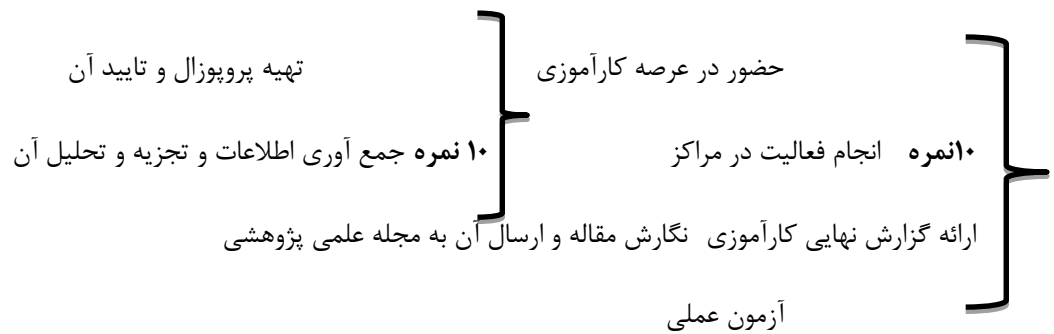 حضور در عرصه کارآموزی تهیه پروپوزال و تایید آن
۱۰نمره انجام فعالیت در مراکز ۱۰ نمره جمع آوری اطلاعات و تجزیه و تحلیل آن
ارائه گزارش نهایی کارآموزی نگارش مقاله و ارسال آن به مجله علمی پژوهشی
آزمون عملی